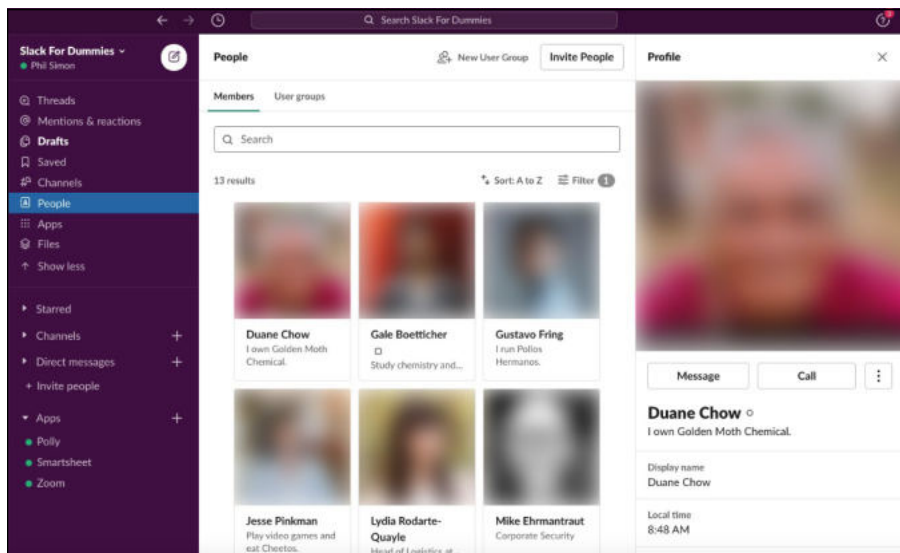 Search Slack For Dummies
3
Slack For Dummies
Phil Simon
Threads
Mentions & reactions
Drafts
Saved
Channels
People
Apps
Files
Show less
Starred
Channels
Direct messages
+ Invite people
Apps
Polly
Smartsheet
Zoom
People
New User Group
Invite People
Members
User groups
Search
13 results
Sort: A to Z
Filter 1
Duane Chow
I own Golden Moth
Chemical.
Gale Boetticher
Study chemistry and...
Gustavo Fring
I run Pollos
Hermanos.
Jesse Pinkman
Play video games and
eat Cheetos.
Lydia Rodarte-
Quayle
Head of Logistics at
Mike Ehrmantraut
Corporate Security
Profile
Message
Call
Duane Chow
I own Golden Moth Chemical.
Display name
Duane Chow
Local time
8:48 AM